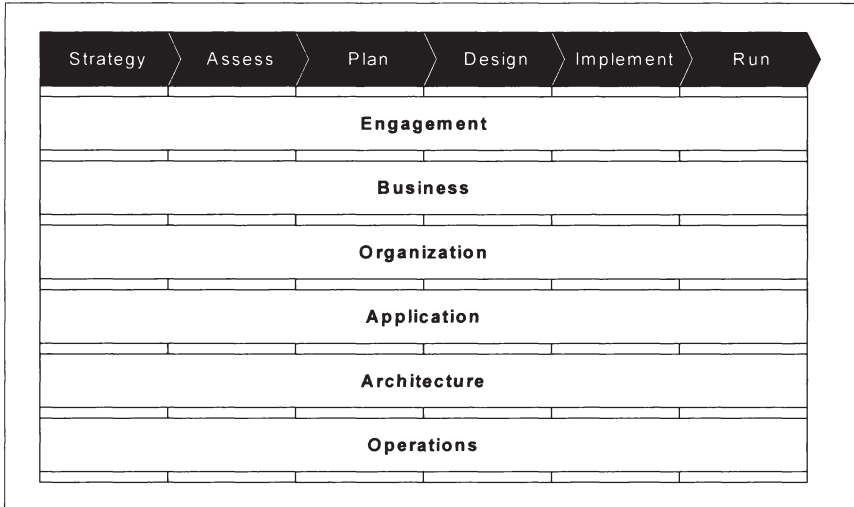 Strategy Assess Plan Design Implement Run
Engagement
Business
Organization
Application
Architecture
Operations